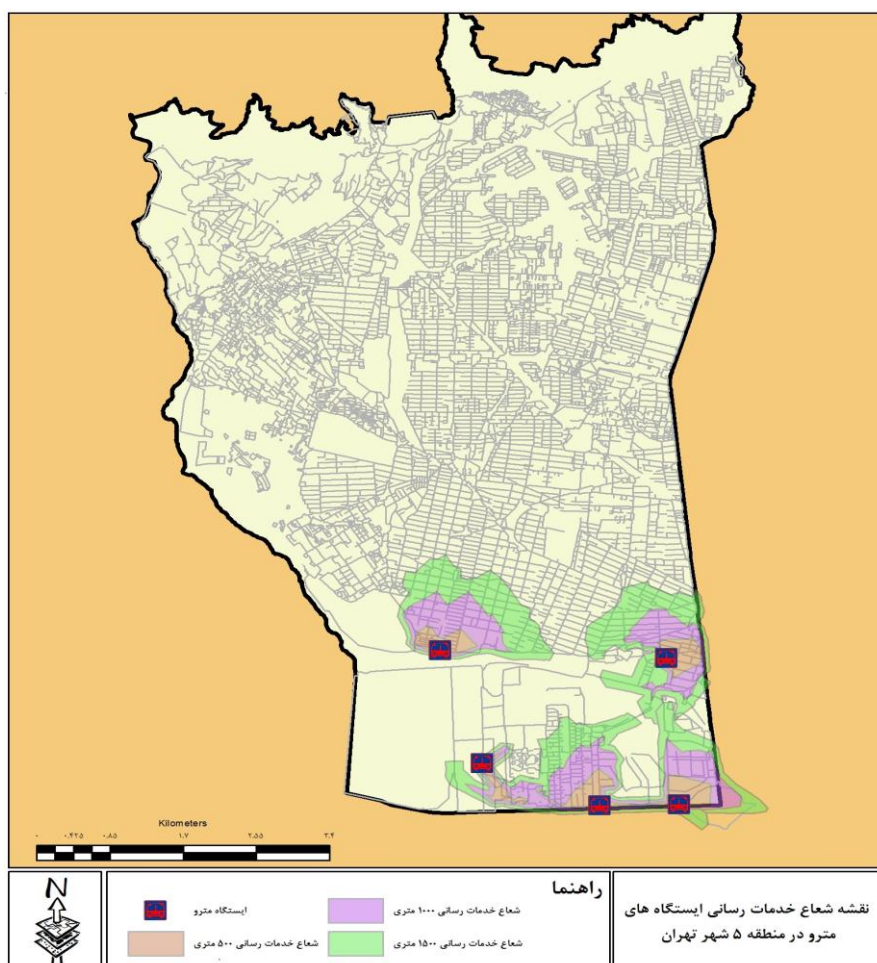 Kilometers
۰ ۰.۴۲۵ ۰.۸۵ ۱.۷ ۲.۵۵ ۳.۴
N
راهنما
ایستگاه مترو
شعاع خدمات رسانی ۱۰۰۰ متری
شعاع خدمات رسانی ۵۰۰ متری
شعاع خدمات رسانی ۱۵۰۰ متری
نقشه شعاع خدمات رسانی ایستگاه های
مترو در منطقه ۵ شهر تهران